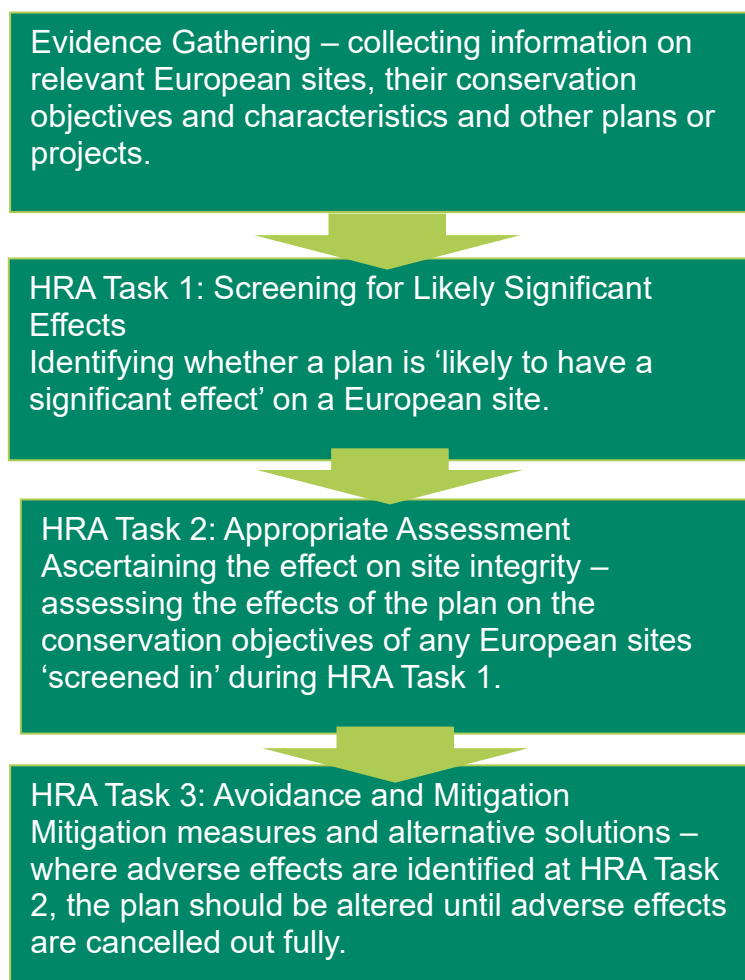 Evidence Gathering – collecting information on
relevant European sites, their conservation
objectives and characteristics and other plans or
projects.
HRA Task 1: Screening for Likely Significant
Effects
Identifying whether a plan is ‘likely to have a
significant effect’ on a European site.
HRA Task 2: Appropriate Assessment
Ascertaining the effect on site integrity –
assessing the effects of the plan on the
conservation objectives of any European sites
‘screened in’ during HRA Task 1.
HRA Task 3: Avoidance and Mitigation
Mitigation measures and alternative solutions –
where adverse effects are identified at HRA Task
2, the plan should be altered until adverse effects
are cancelled out fully.